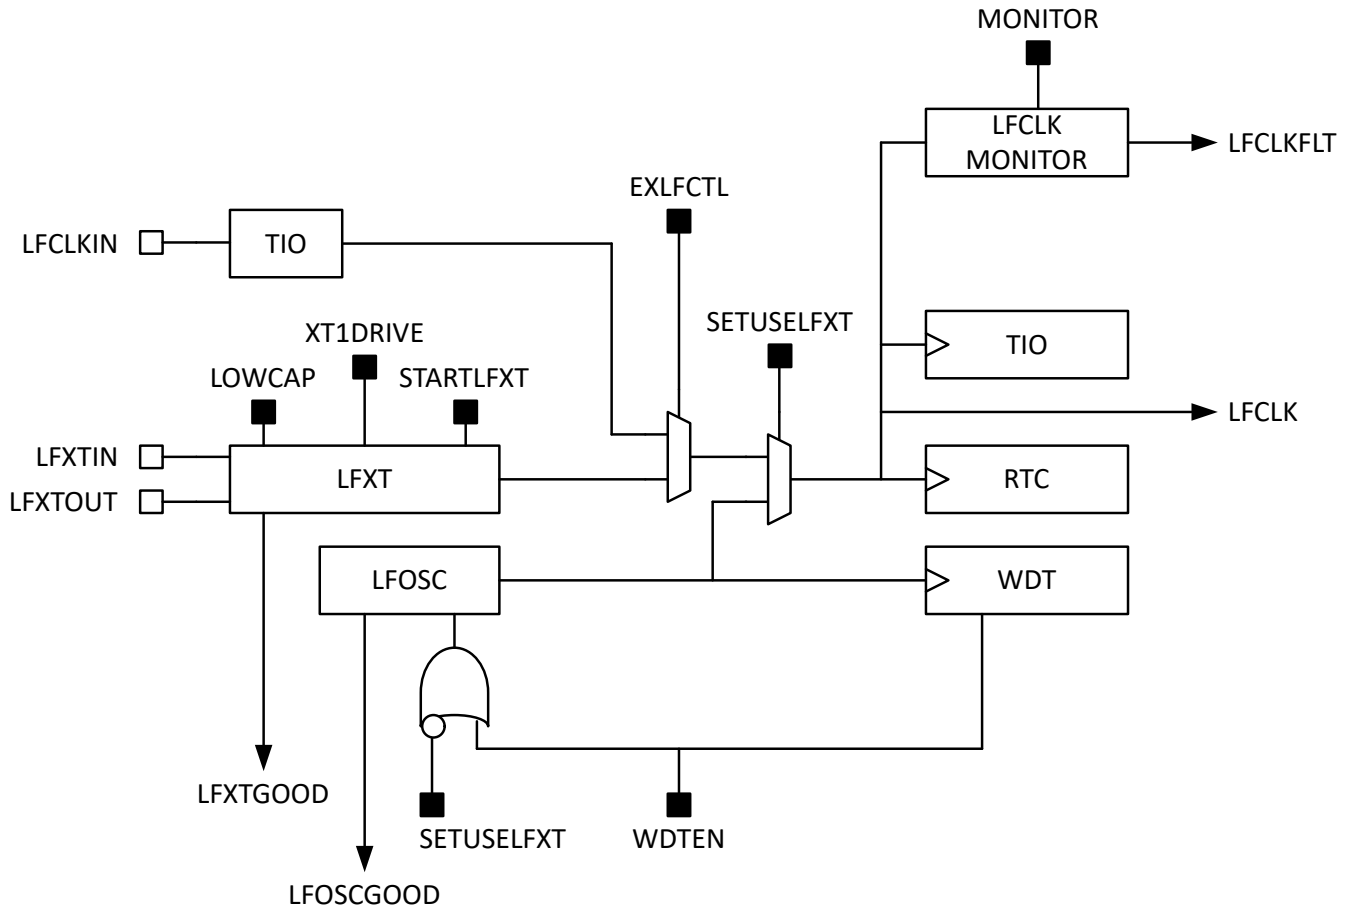 MONITOR
LFCLK
MONITOR
LFCLKFLT
EXLFCTL
LFCLKIN
TIO
SETUSELFXT
XT1DRIVE
TIO
LOWCAP
STARTLFXT
LFCLK
LFXTIN
LFXT
RTC
LFXTOUT
LFOSC
WDT
LFXTGOOD
SETUSELFXT
WDTEN
LFOSCGOOD